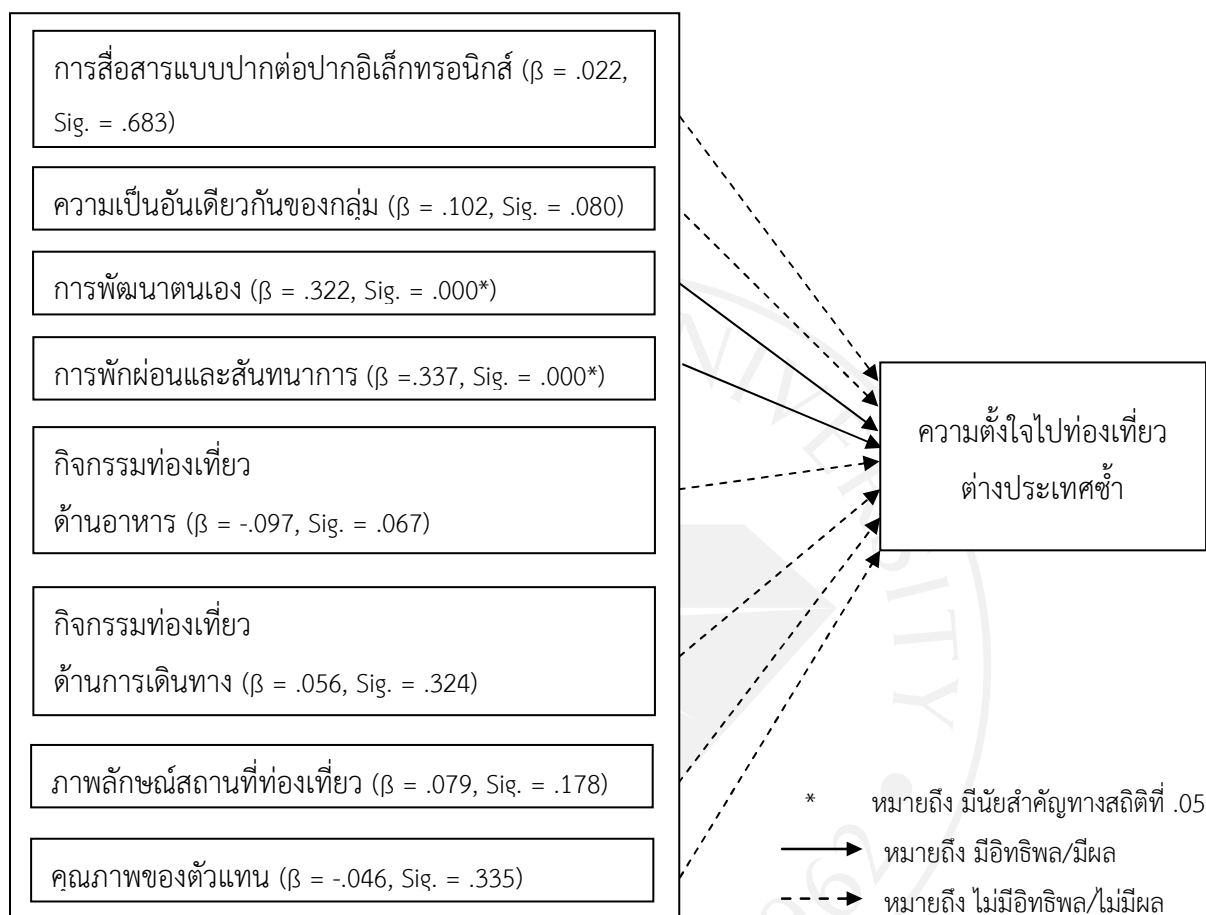 การสื่อสารแบบปากต่อปากอิเล็กทรอนิกส์ (ß = .022,
Sig. = .683)
ความเป็นอันเดียวกันของกลุ่ม (β = .102, Sig. = .080)
การพัฒนาตนเอง (β = .322, Sig. = .000*)
การพักผ่อนและสันทนาการ (β =.337, Sig. = .000*)
กิจกรรมท่องเที่ยว
ด้านอาหาร (β = -.097, Sig. = .067)
กิจกรรมท่องเที่ยว
ด้านการเดินทาง (β = .056, Sig. = .324)
ภาพลักษณ์สถานที่ท่องเที่ยว (β = .079, Sig. = .178)
คุณภาพของตัวแทน (β = -.046, Sig. = .335)
ความตั้งใจไปท่องเที่ยว
ต่างประเทศซ้ำ
* หมายถึง มีนัยสำคัญทางสถิติที่ .05
หมายถึง มีอิทธิพล/มีผล
หมายถึง ไม่มีอิทธิพล/ไม่มีผล
UNIVERSITY
1962